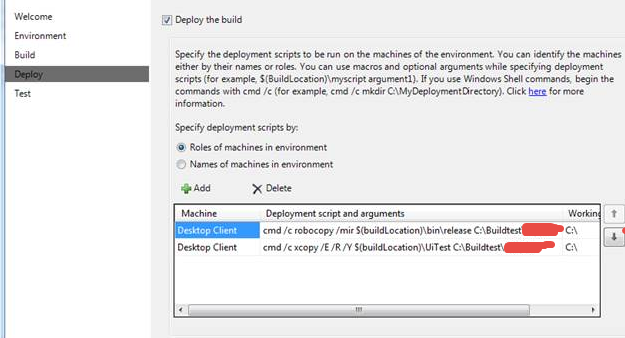 Welcome
Environment
Build
Deploy
Test
Deploy the build
Specify the deployment scripts to be run on the machines of the environment. You can identify the machines
either by their names or roles. You can use macros and optional arguments while specifying deployment
scripts (for example, $(BuildLocation)\myscript argument1). If you use Windows Shell commands, begin the
commands with cmd /c (for example, cmd /c mkdir C:\MyDeploymentDirectory). Click here for more
information.
Specify deployment scripts by:
Roles of machines in environment
Names of machines in environment
Add Delete
Machine Deployment script and arguments Working
Desktop Client cmd /c robocopy /mir $(buildLocation)\bin\release C:\Buildtest C:\
Desktop Client cmd /c xcopy /E /R /Y $(buildLocation)\UiTest C:\Buildtest\ C:\